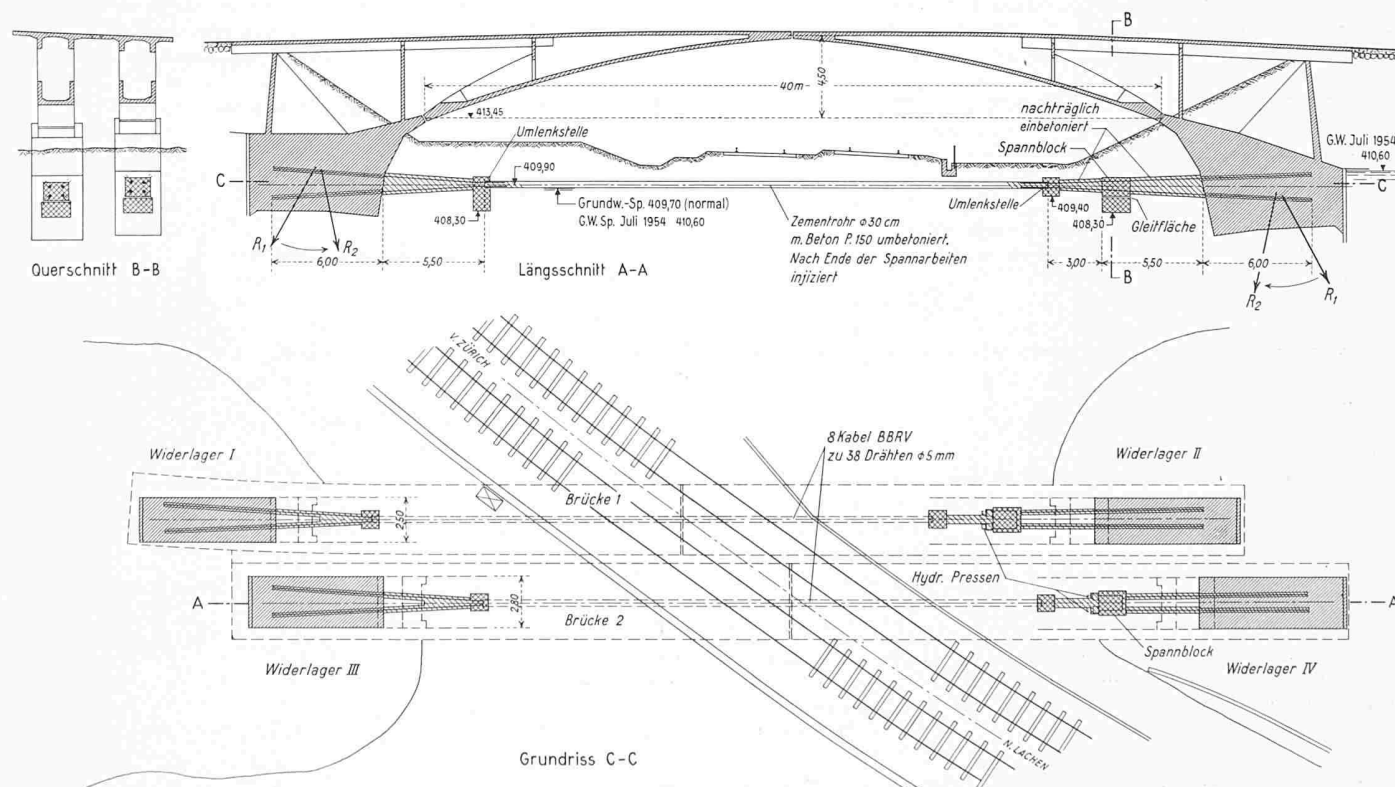 B
40m
4,50
413,45
Umlenkstelle
nachträglich
einbetoniert
Spannblock
G.W. Juli 1954
410,60
C
409,90
C
Grundw.-Sp. 409,70 (normal)
G.W. Sp. Juli 1954 410,60
408,30
Umlenkstelle
409,40
408,30
Gleitfläche
Zementrohr ϕ 30 cm
m. Beton P. 150 umbetoniert.
Nach Ende der Spannarbeiten
injiziert
R1
R2
6,00
5,50
3,00
5,50
6,00
R2
R1
B
Querschnitt B-B
Längsschnitt A-A
V. ZÜRICH
8 Kabel BBRV
zu 38 Drähten ϕ 5 mm
Widerlager I
Widerlager II
Brücke 1
2,50
Hydr. Pressen
A
2,80
Brücke 2
A
Spannblock
Widerlager III
Widerlager IV
N. LACHEN
Grundriss C-C